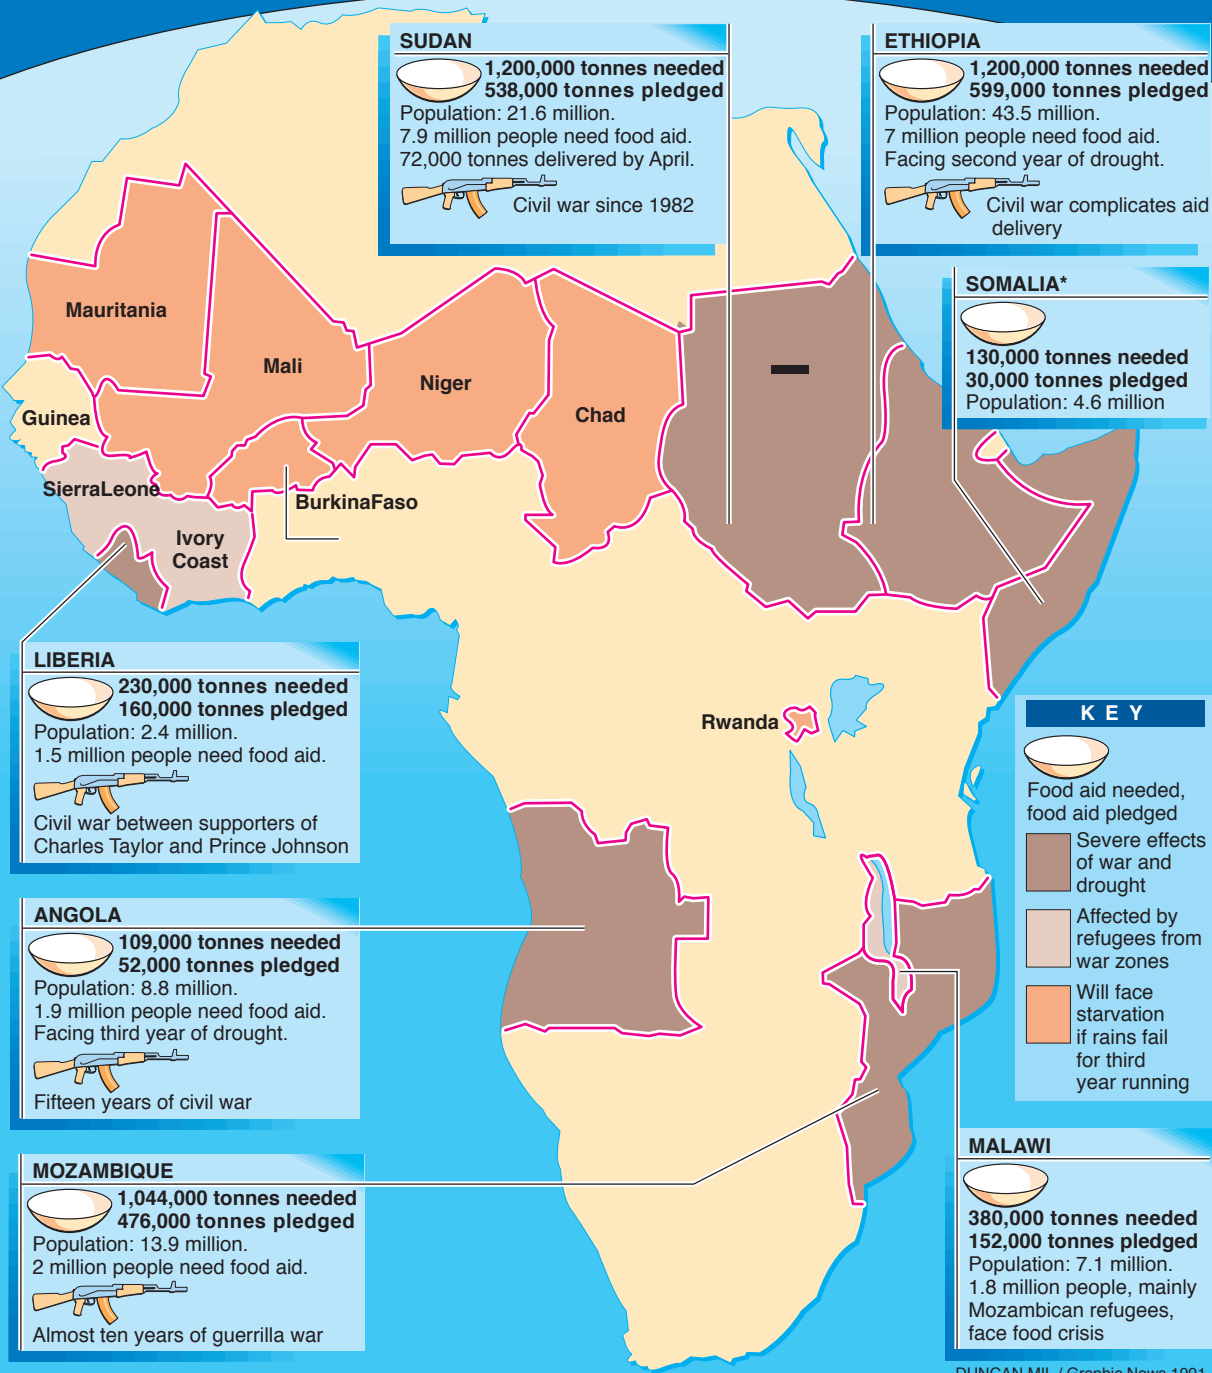 SUDAN
1,200,000 tonnes needed
538,000 tonnes pledged
Population: 21.6 million.
7.9 million people need food aid.
72,000 tonnes delivered by April.
Civil war since 1982
ETHIOPIA
1,200,000 tonnes needed
599,000 tonnes pledged
Population: 43.5 million.
7 million people need food aid.
Facing second year of drought.
Civil war complicates aid
delivery
SOMALIA*
130,000 tonnes needed
30,000 tonnes pledged
Population: 4.6 million
Mauritania
Mali
Niger
Chad
Guinea
SierraLeone
BurkinaFaso
Ivory
Coast
Rwanda
LIBERIA
230,000 tonnes needed
160,000 tonnes pledged
Population: 2.4 million.
1.5 million people need food aid.
Civil war between supporters of
Charles Taylor and Prince Johnson
ANGOLA
109,000 tonnes needed
52,000 tonnes pledged
Population: 8.8 million.
1.9 million people need food aid.
Facing third year of drought.
Fifteen years of civil war
MOZAMBIQUE
1,044,000 tonnes needed
476,000 tonnes pledged
Population: 13.9 million.
2 million people need food aid.
Almost ten years of guerrilla war
KEY
Food aid needed,
food aid pledged
Severe effects
of war and
drought
Affected by
refugees from
war zones
Will face
starvation
if rains fail
for third
year running
MALAWI
380,000 tonnes needed
152,000 tonnes pledged
Population: 7.1 million.
1.8 million people, mainly
Mozambican refugees,
face food crisis
DUNCAN MIL / Graphic News 1991